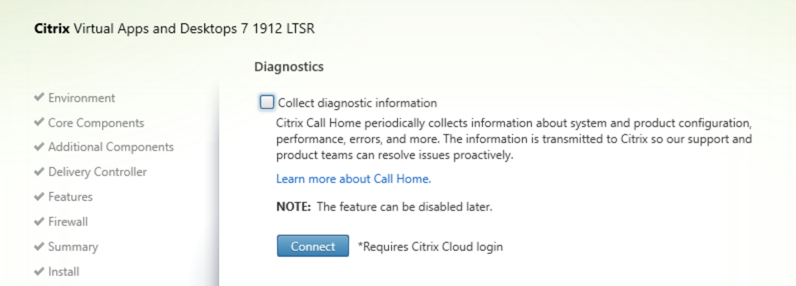 Citrix Virtual Apps and Desktops 7 1912 LTSR
Environment
Core Components
Additional Components
Delivery Controller
Features
Firewall
Summary
Install
Diagnostics
Collect diagnostic information
Citrix Call Home periodically collects information about system and product configuration,
performance, errors, and more. The information is transmitted to Citrix so our support and
product teams can resolve issues proactively.
Learn more about Call Home.
NOTE: The feature can be disabled later.
Connect *Requires Citrix Cloud login